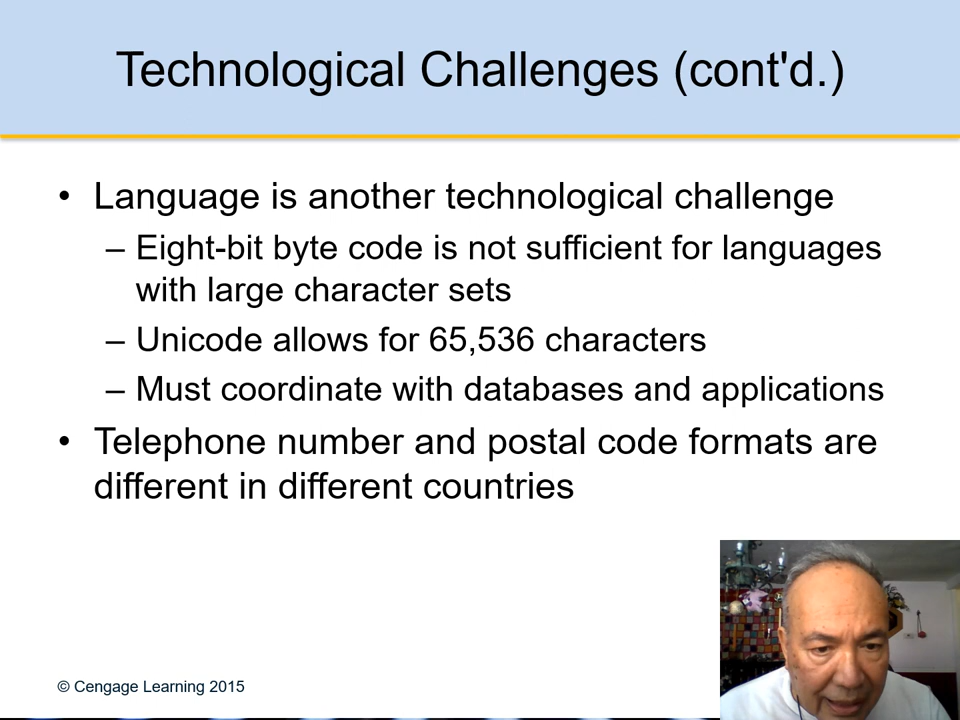 Technological Challenges (cont'd.)
• Language is another technological challenge
– Eight-bit byte code is not sufficient for languages
with large character sets
– Unicode allows for 65,536 characters
– Must coordinate with databases and applications
• Telephone number and postal code formats are
different in different countries
© Cengage Learning 2015